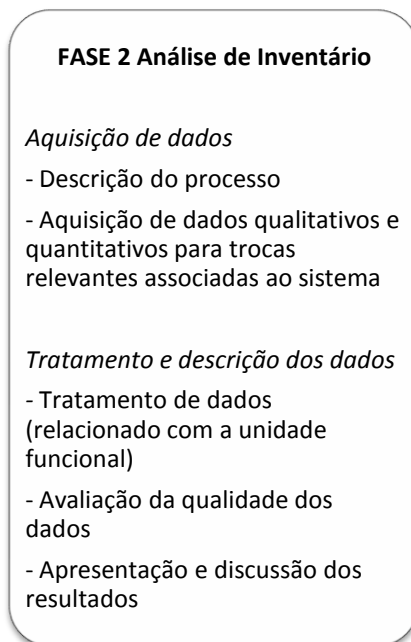 FASE 2 Análise de Inventário
Aquisição de dados
- Descrição do processo
- Aquisição de dados qualitativos e
quantitativos para trocas
relevantes associadas ao sistema
Tratamento e descrição dos dados
- Tratamento de dados
(relacionado com a unidade
funcional)
- Avaliação da qualidade dos
dados
- Apresentação e discussão dos
resultados